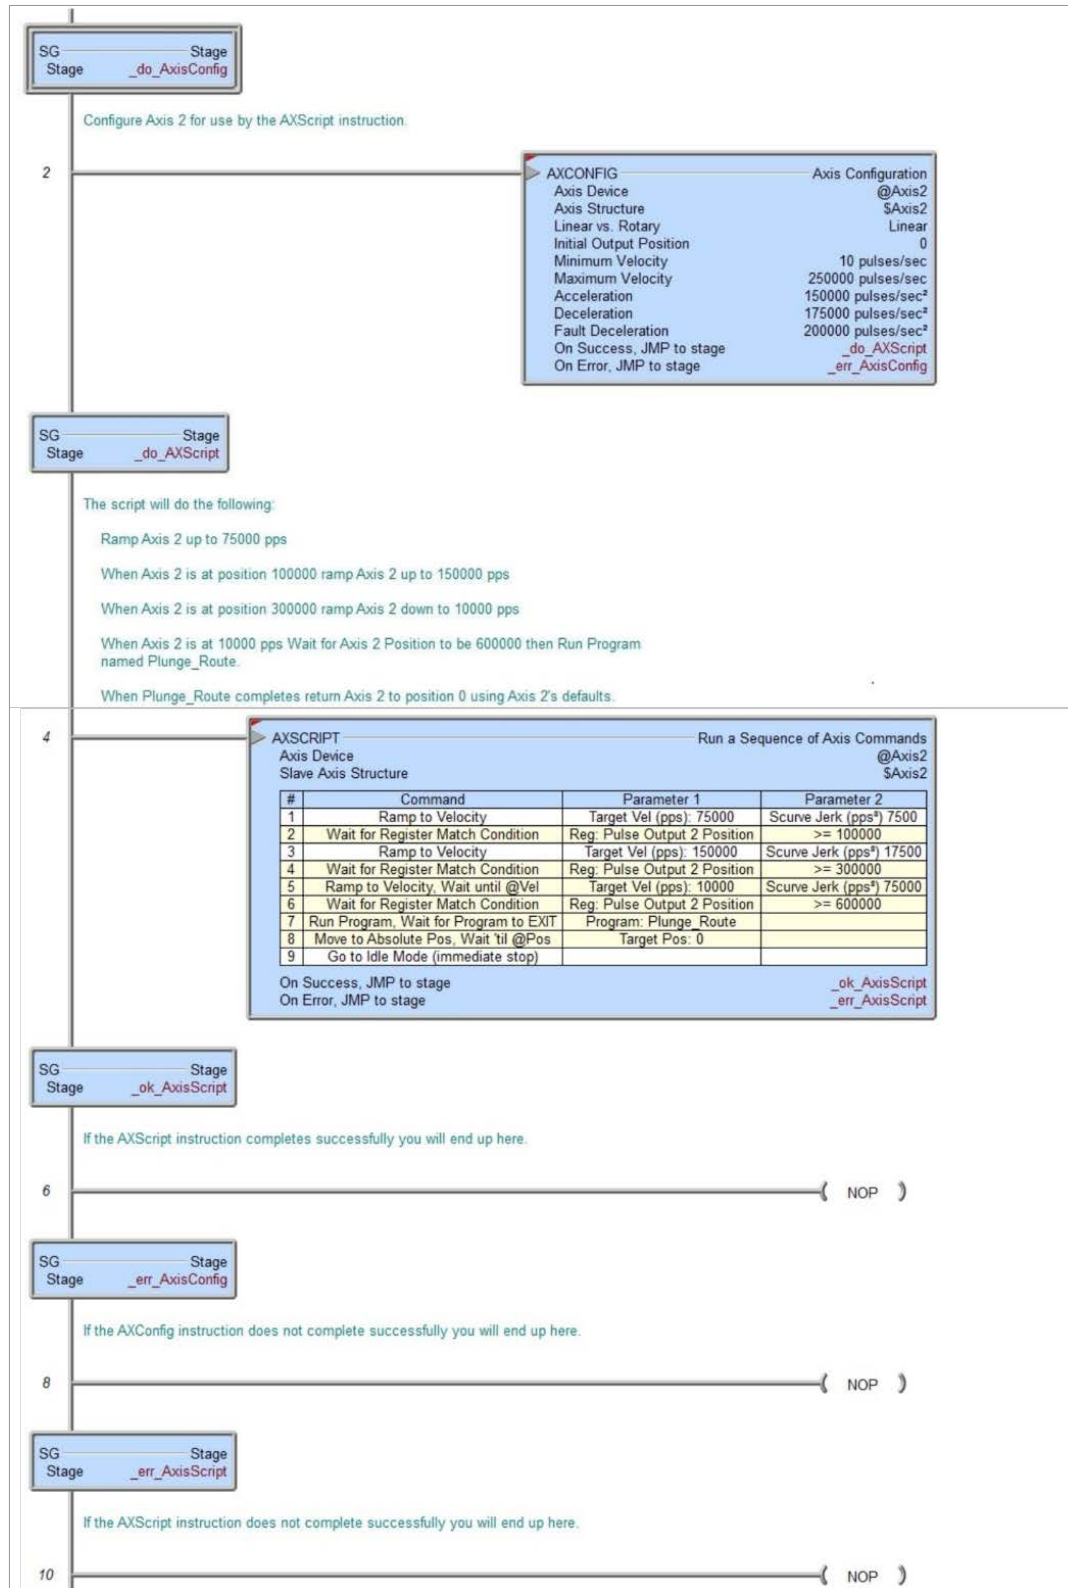 SG Stage
Stage _do_AxisConfig
Configure Axis 2 for use by the AXScript instruction.
2
AXCONFIG Axis Configuration
Axis Device @Axis2
Axis Structure $Axis2
Linear vs. Rotary Linear
Initial Output Position 0
Minimum Velocity 10 pulses/sec
Maximum Velocity 250000 pulses/sec
Acceleration 150000 pulses/sec²
Deceleration 175000 pulses/sec²
Fault Deceleration 200000 pulses/sec²
On Success, JMP to stage _do_AXScript
On Error, JMP to stage _err_AxisConfig
SG Stage
Stage _do_AXScript
The script will do the following:
Ramp Axis 2 up to 75000 pps
When Axis 2 is at position 100000 ramp Axis 2 up to 150000 pps
When Axis 2 is at position 300000 ramp Axis 2 down to 10000 pps
When Axis 2 is at 10000 pps Wait for Axis 2 Position to be 600000 then Run Program
named Plunge_Route.
When Plunge_Route completes return Axis 2 to position 0 using Axis 2's defaults.
4
AXSCRIPT Run a Sequence of Axis Commands
Axis Device @Axis2
Slave Axis Structure $Axis2
# Command Parameter 1 Parameter 2
1 Ramp to Velocity Target Vel (pps): 75000 Scurve Jerk (pps³) 7500
2 Wait for Register Match Condition Reg: Pulse Output 2 Position >= 100000
3 Ramp to Velocity Target Vel (pps): 150000 Scurve Jerk (pps³) 17500
4 Wait for Register Match Condition Reg: Pulse Output 2 Position >= 300000
5 Ramp to Velocity, Wait until @Vel Target Vel (pps): 10000 Scurve Jerk (pps³) 75000
6 Wait for Register Match Condition Reg: Pulse Output 2 Position >= 600000
7 Run Program, Wait for Program to EXIT Program: Plunge_Route
8 Move to Absolute Pos, Wait 'til @Pos Target Pos: 0
9 Go to Idle Mode (immediate stop)
On Success, JMP to stage _ok_AxisScript
On Error, JMP to stage _err_AxisScript
SG Stage
Stage _ok_AxisScript
If the AXScript instruction completes successfully you will end up here.
6
NOP
SG Stage
Stage _err_AxisConfig
If the AXConfig instruction does not complete successfully you will end up here.
8
NOP
SG Stage
Stage _err_AxisScript
If the AXScript instruction does not complete successfully you will end up here.
10
NOP